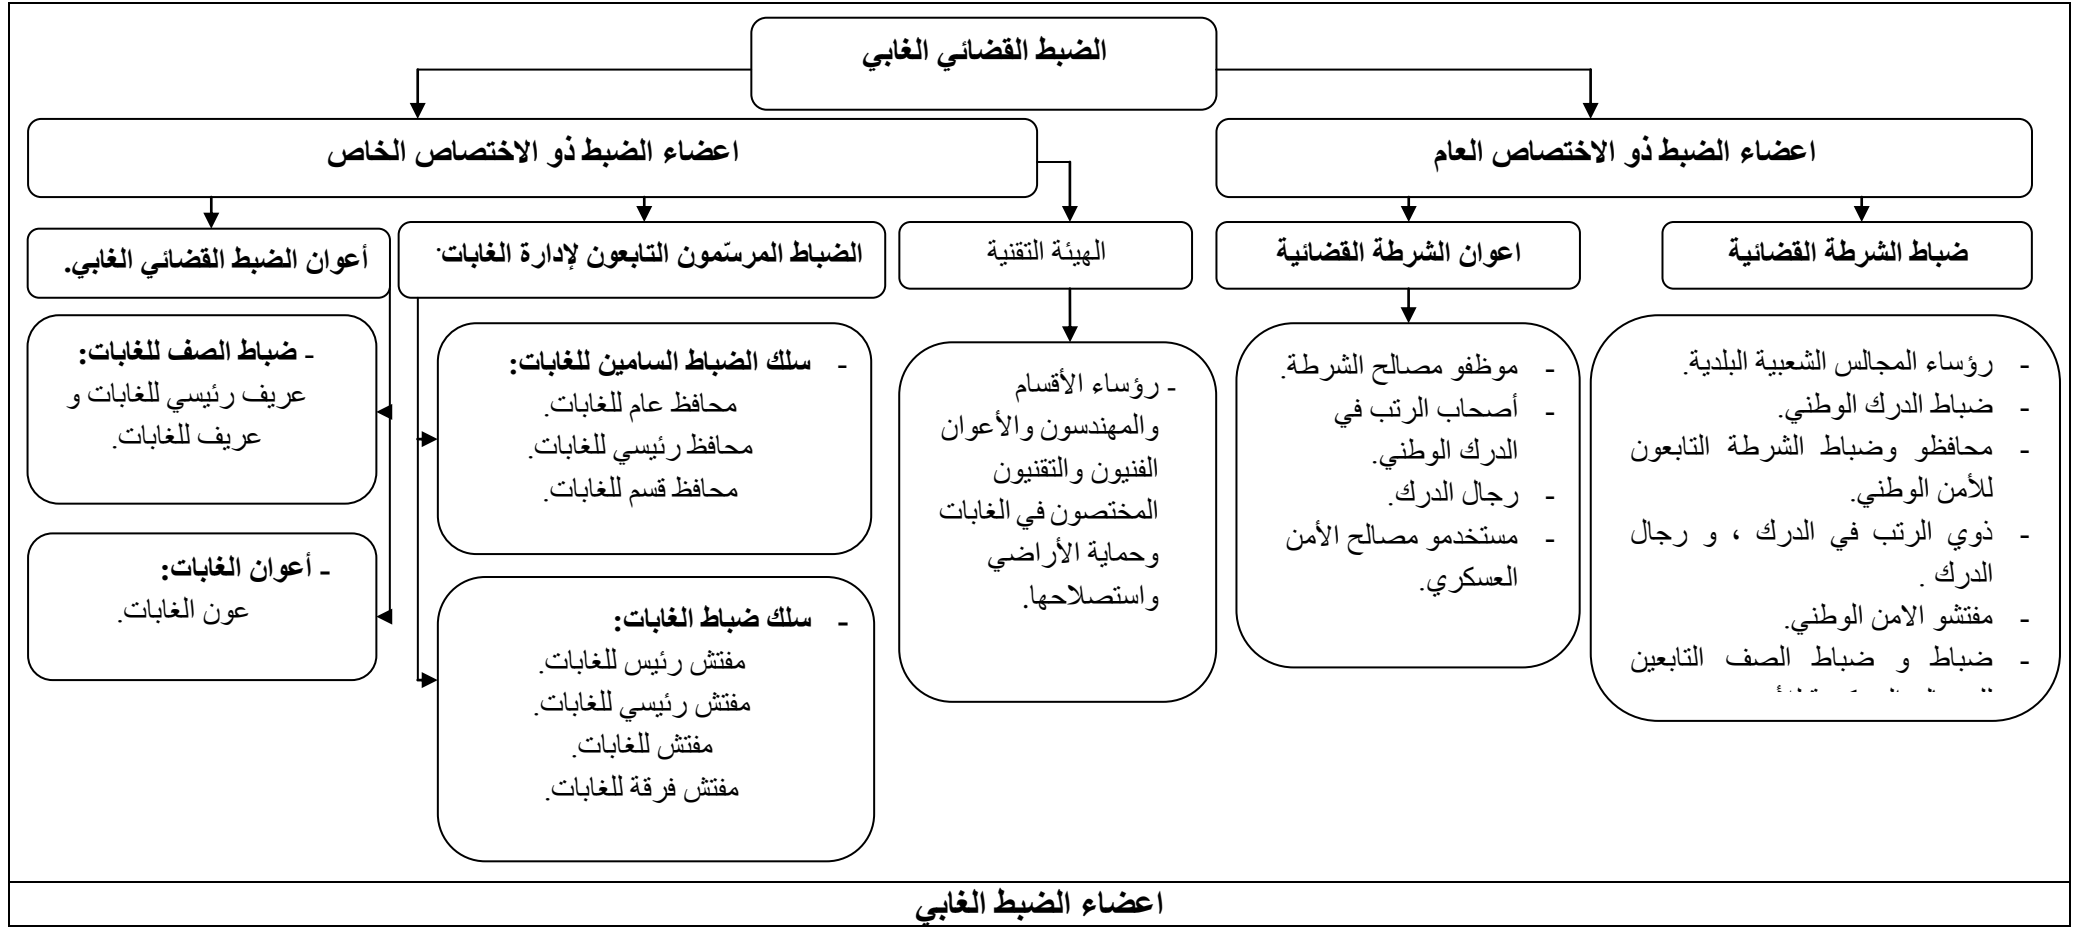 الضبط القضائي الغابي
اعضاء الضبط ذو الاختصاص العام
اعضاء الضبط ذو الاختصاص الخاص
ضباط الشرطة القضائية
اعوان الشرطة القضائية
الهيئة التقنية
الضباط المرسّمون التابعون لإدارة الغابات.
أعوان الضبط القضائي الغابي.
- رؤساء المجالس الشعبية البلدية.
- ضباط الدرك الوطني.
- محافظو وضباط الشرطة التابعون
للأمن الوطني.
- ذوي الرتب في الدرك ، و رجال
الدرك .
- مفتشو الامن الوطني.
- ضباط و ضباط الصف التابعين
- موظفو مصالح الشرطة.
- أصحاب الرتب في
الدرك الوطني.
- رجال الدرك.
- مستخدمو مصالح الأمن
العسكري.
- رؤساء الأقسام
والمهندسون والأعوان
الفنيون والتقنيون
المختصون في الغابات
وحماية الأراضي
واستصلاحها.
- سلك الضباط السامين للغابات:
محافظ عام للغابات.
محافظ رئيسي للغابات.
محافظ قسم للغابات.
- سلك ضباط الغابات:
مفتش رئيس للغابات.
مفتش رئيسي للغابات.
مفتش للغابات.
مفتش فرقة للغابات.
- ضباط الصف للغابات:
عريف رئيسي للغابات و
عريف للغابات.
- أعوان الغابات:
عون الغابات.
اعضاء الضبط الغابي